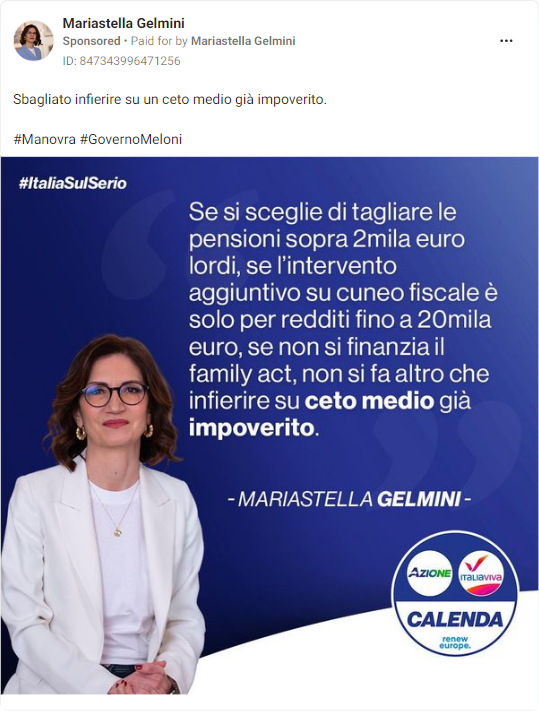 Mariastella Gelmini
Sponsored • Paid for by Mariastella Gelmini
ID: 847343996471256
Sbagliato infierire su un ceto medio già impoverito.
#Manovra #GovernoMeloni
#ItaliaSulSerio
Se si sceglie di tagliare le
pensioni sopra 2mila euro
lordi, se l’intervento
aggiuntivo su cuneo fiscale è
solo per redditi fino a 20mila
euro, se non si finanzia il
family act, non si fa altro che
infierire su ceto medio già
impoverito.
- MARIASTELLA GELMINI -
AZIONE
ITALIAVIVA
CALENDA
renew
europe.